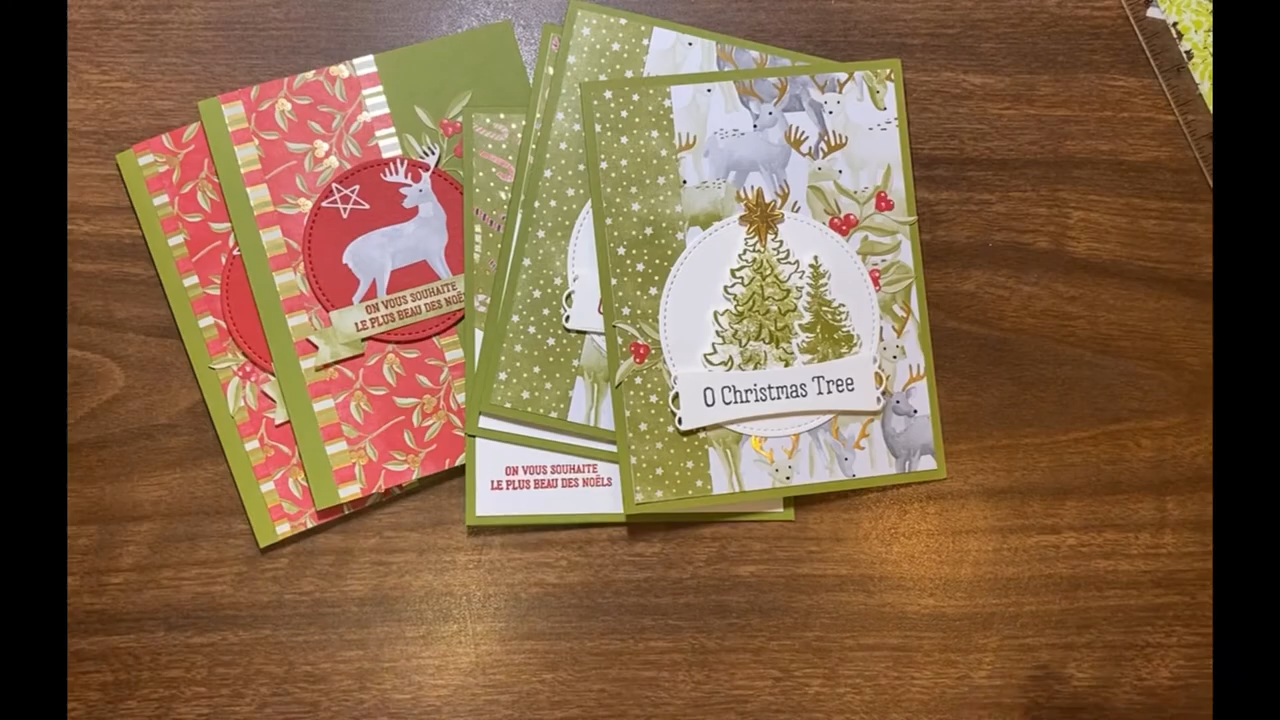 ON VOUS SOUHAITE
LE PLUS BEAU DES NOËLS
O Christmas Tree
ON VOUS SOUHAITE
LE PLUS BEAU DES NOËLS